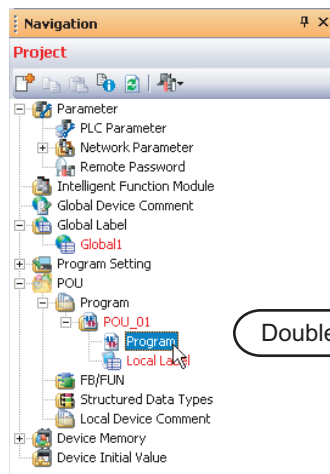 Navigation
Project
Parameter
PLC Parameter
Network Parameter
Remote Password
Intelligent Function Module
Global Device Comment
Global Label
Global1
Program Setting
POU
Program
POU_01
Program
Local Label
FB/FUN
Structured Data Types
Local Device Comment
Device Memory
Device Initial Value
Double